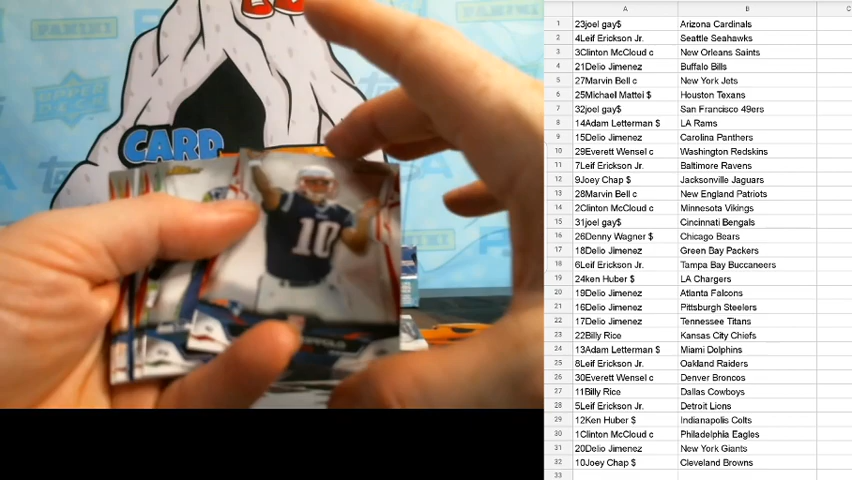 PANINI
UPPER DECK
CARD
PANINI
10
A B C
1 23joel gay$ Arizona Cardinals
2 4Leif Erickson Jr. Seattle Seahawks
3 3Clinton McCloud c New Orleans Saints
4 21Delio Jimenez Buffalo Bills
5 27Marvin Bell c New York Jets
6 25Michael Mattei $ Houston Texans
7 32joel gay$ San Francisco 49ers
8 14Adam Letterman $ LA Rams
9 15Delio Jimenez Carolina Panthers
10 29Everett Wensel c Washington Redskins
11 7Leif Erickson Jr. Baltimore Ravens
12 9Joey Chap $ Jacksonville Jaguars
13 28Marvin Bell c New England Patriots
14 2Clinton McCloud c Minnesota Vikings
15 31joel gay$ Cincinnati Bengals
16 26Denny Wagner $ Chicago Bears
17 18Delio Jimenez Green Bay Packers
18 6Leif Erickson Jr. Tampa Bay Buccaneers
19 24ken Huber $ LA Chargers
20 19Delio Jimenez Atlanta Falcons
21 16Delio Jimenez Pittsburgh Steelers
22 17Delio Jimenez Tennessee Titans
23 22Billy Rice Kansas City Chiefs
24 13Adam Letterman $ Miami Dolphins
25 8Leif Erickson Jr. Oakland Raiders
26 30Everett Wensel c Denver Broncos
27 11Billy Rice Dallas Cowboys
28 5Leif Erickson Jr. Detroit Lions
29 12Ken Huber $ Indianapolis Colts
30 1Clinton McCloud c Philadelphia Eagles
31 20Delio Jimenez New York Giants
32 10Joey Chap $ Cleveland Browns
33